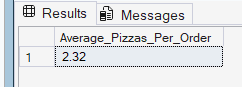 Results Messages
Average_Pizzas_Per_Order
1 2.32